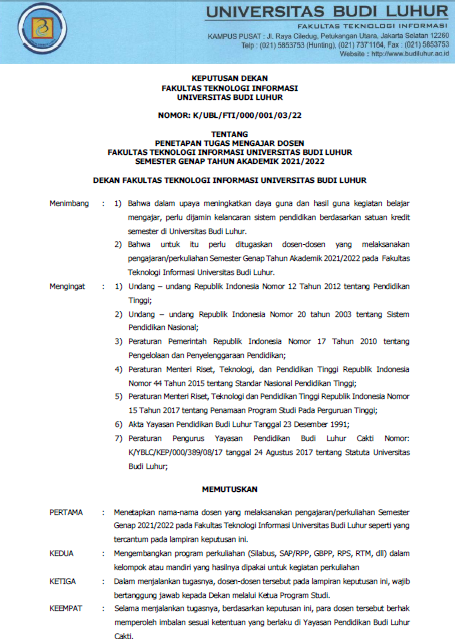 UNIVERSITAS BUDI LUHUR
FAKULTAS TEKNOLOGI INFORMASI
KAMPUS PUSAT : Jl. Raya Ciledug, Petukangan Utara, Jakarta Selatan 12260
Telp : (021) 5853753 (Hunting), (021) 7371164, Fax : (021) 5853753
Website : http://www.budiluhur.ac.id
KEPUTUSAN DEKAN
FAKULTAS TEKNOLOGI INFORMASI
UNIVERSITAS BUDI LUHUR
NOMOR: K/UBL/FTI/000/001/03/22
TENTANG
PENETAPAN TUGAS MENGAJAR DOSEN
FAKULTAS TEKNOLOGI INFORMASI UNIVERSITAS BUDI LUHUR
SEMESTER GENAP TAHUN AKADEMIK 2021/2022
DEKAN FAKULTAS TEKNOLOGI INFORMASI UNIVERSITAS BUDI LUHUR
Menimbang : 1) Bahwa dalam upaya meningkatkan daya guna dan hasil guna kegiatan belajar
mengajar, perlu dijamin kelancaran sistem pendidikan berdasarkan satuan kredit
semester di Universitas Budi Luhur.
2) Bahwa untuk itu perlu ditugaskan dosen-dosen yang melaksanakan
pengajaran/perkuliahan Semester Genap Tahun Akademik 2021/2022 pada Fakultas
Teknologi Informasi Universitas Budi Luhur.
Mengingat : 1) Undang – undang Republik Indonesia Nomor 12 Tahun 2012 tentang Pendidikan
Tinggi;
2) Undang – undang Republik Indonesia Nomor 20 tahun 2003 tentang Sistem
Pendidikan Nasional;
3) Peraturan Pemerintah Republik Indonesia Nomor 17 Tahun 2010 tentang
Pengelolaan dan Penyelenggaraan Pendidikan;
4) Peraturan Menteri Riset, Teknologi, dan Pendidikan Tinggi Republik Indonesia
Nomor 44 Tahun 2015 tentang Standar Nasional Pendidikan Tinggi;
5) Peraturan Menteri Riset, Teknologi dan Pendidikan Tinggi Republik Indonesia Nomor
15 Tahun 2017 tentang Penamaan Program Studi Pada Perguruan Tinggi;
6) Akta Yayasan Pendidikan Budi Luhur Tanggal 23 Desember 1991;
7) Peraturan Pengurus Yayasan Pendidikan Budi Luhur Cakti Nomor:
K/YBLC/KEP/000/389/08/17 tanggal 24 Agustus 2017 tentang Statuta Universitas
Budi Luhur;
MEMUTUSKAN
PERTAMA : Menetapkan nama-nama dosen yang melaksanakan pengajaran/perkuliahan Semester
Genap 2021/2022 pada Fakultas Teknologi Informasi Universitas Budi Luhur seperti yang
tercantum pada lampiran keputusan ini.
KEDUA : Mengembangkan program perkuliahan (Silabus, SAP/RPP, GBPP, RPS, RTM, dll) dalam
kelompok atau mandiri yang hasilnya dipakai untuk kegiatan perkuliahan
KETIGA : Dalam menjalankan tugasnya, dosen-dosen tersebut pada lampiran keputusan ini, wajib
bertanggung jawab kepada Dekan melalui Ketua Program Studi.
KEEMPAT : Selama menjalankan tugasnya, berdasarkan keputusan ini, para dosen tersebut berhak
memperoleh imbalan sesuai ketentuan yang berlaku di Yayasan Pendidikan Budi Luhur
Cakti.